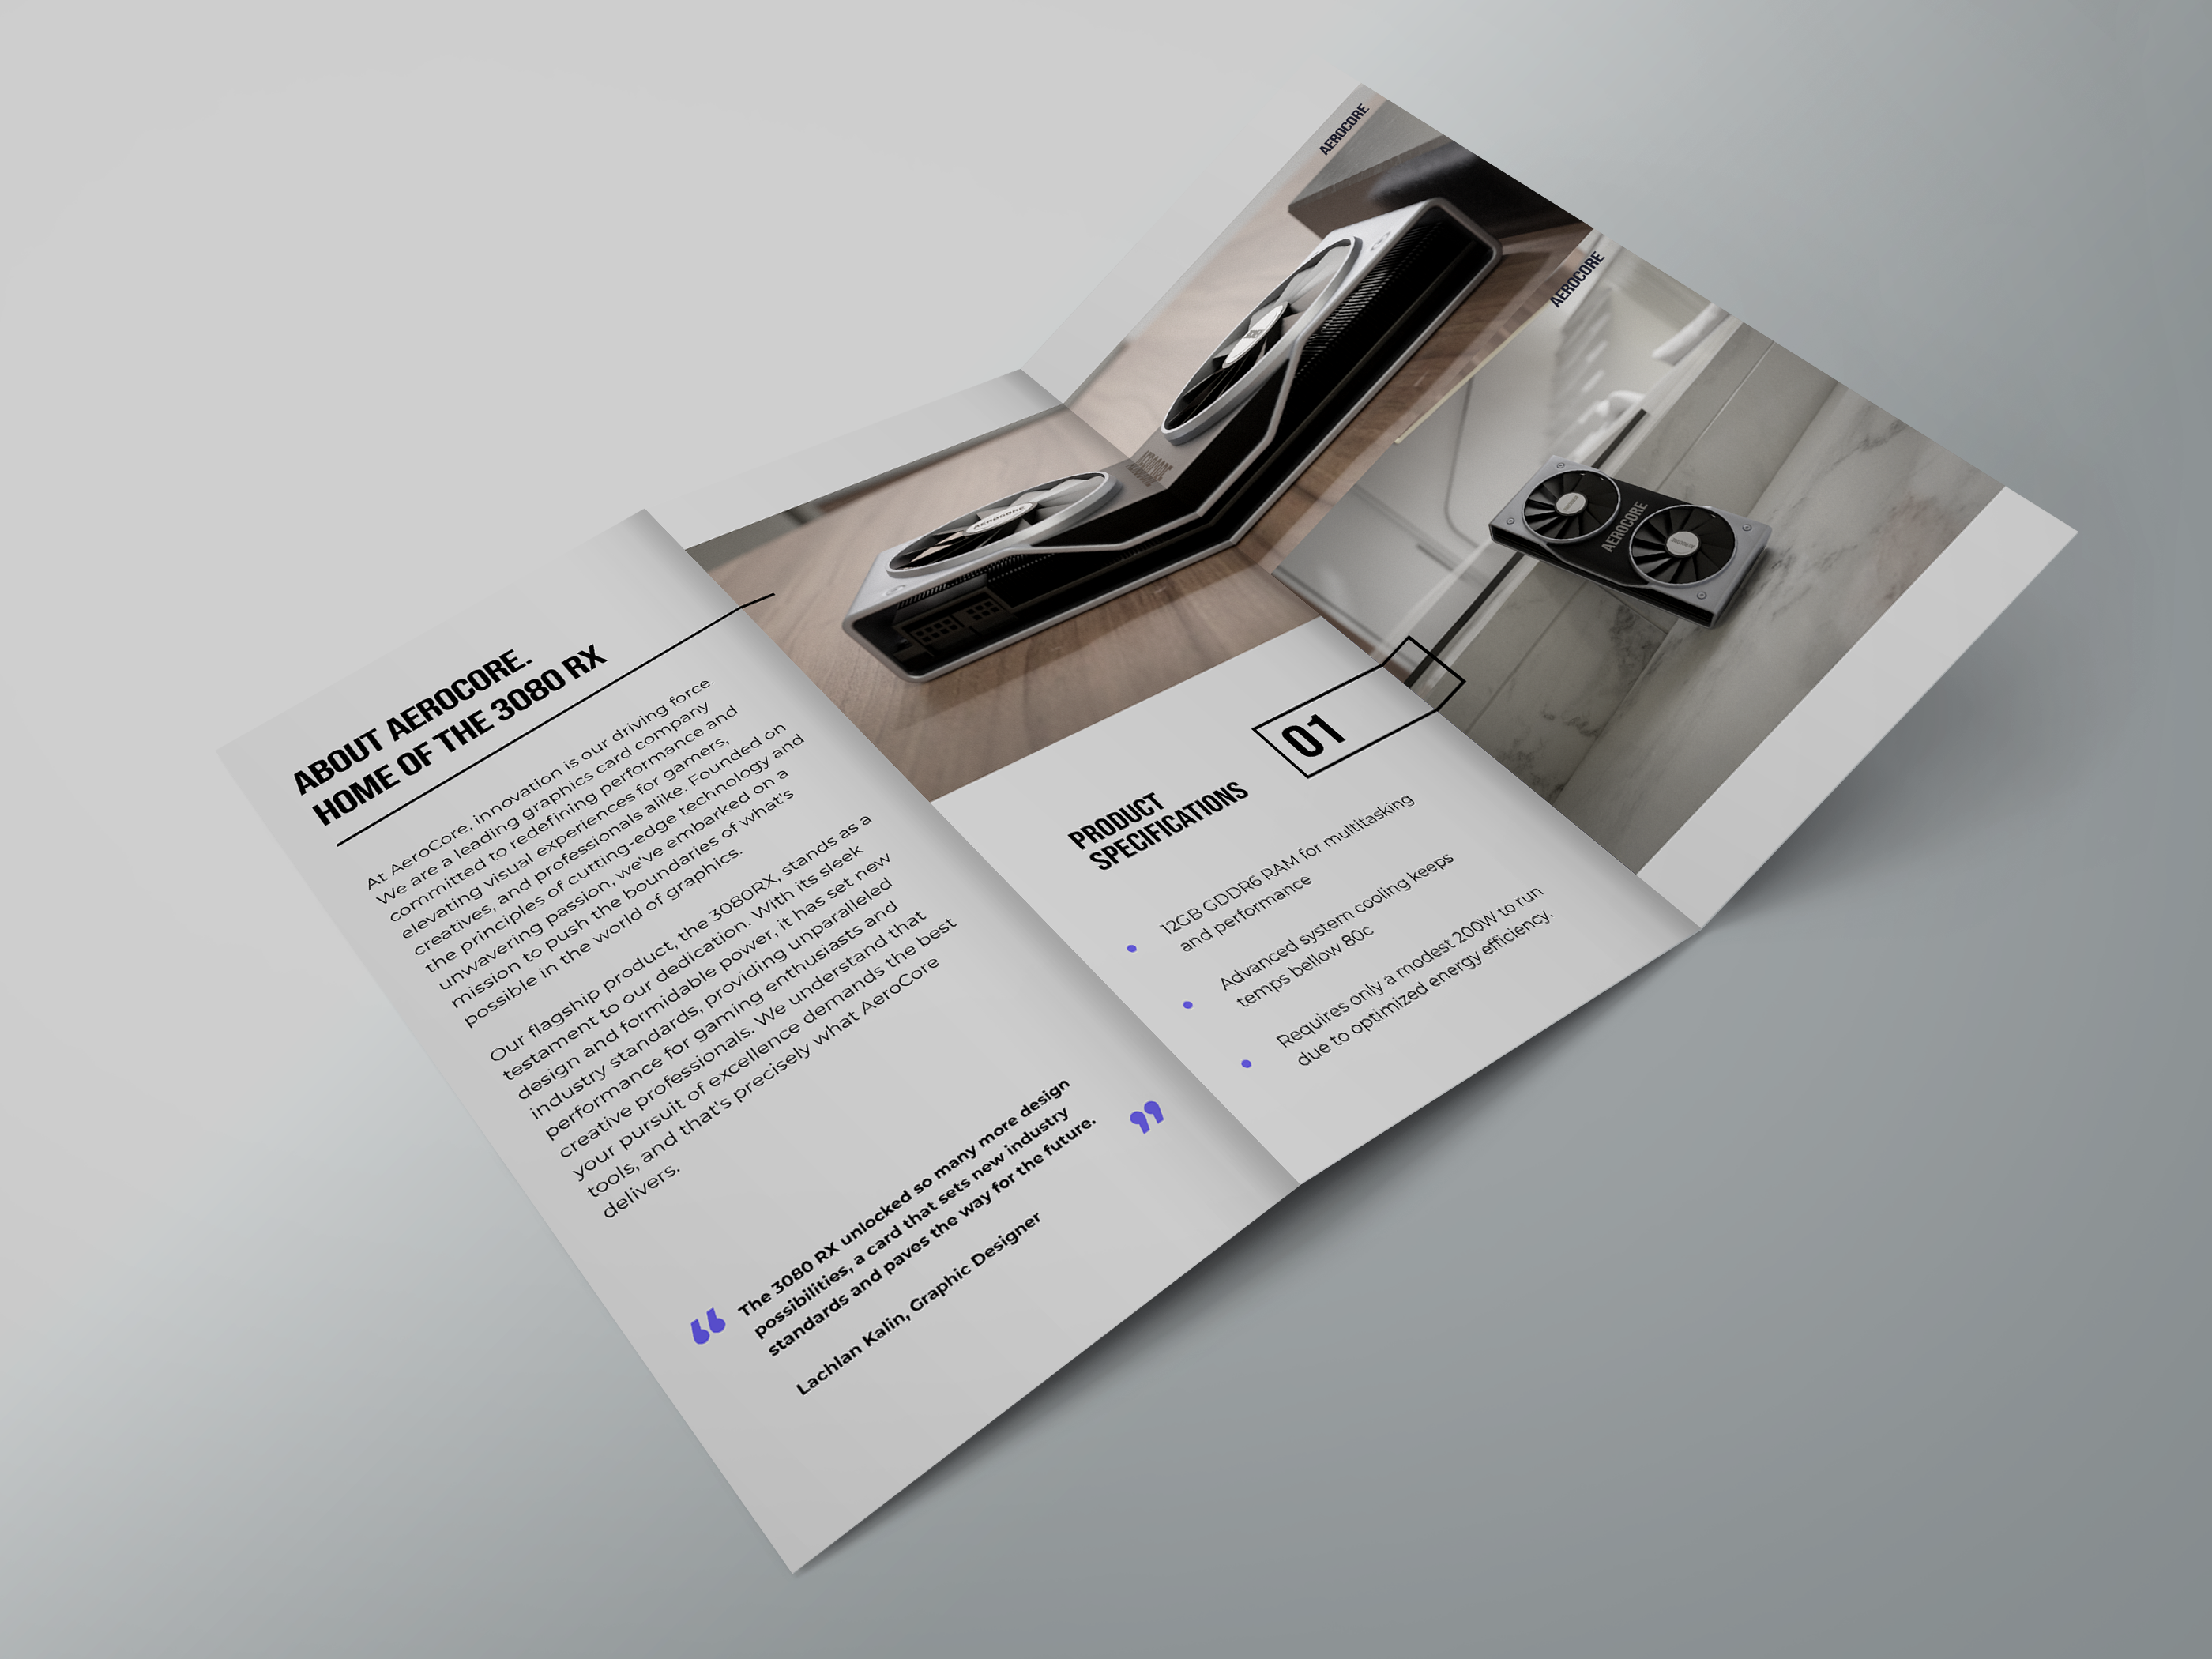 ABOUT AEROCORE.
HOME OF THE 3080 RX
At AeroCore, innovation is our driving force.
We are a leading graphics card company
committed to redefining performance and
elevating visual experiences for gamers,
creatives, and professionals alike. Founded on
the principles of cutting-edge technology and
unwavering passion, we've embarked on a
mission to push the boundaries of what's
possible in the world of graphics.
Our flagship product, the 3080RX, stands as a
testament to our dedication. With its sleek
design and formidable power, it has set new
industry standards, providing unparalleled
performance for gaming enthusiasts and
creative professionals. We understand that
your pursuit of excellence demands the best
tools, and that's precisely what AeroCore
delivers.
“
The 3080 RX unlocked so many more design
possibilities, a card that sets new industry
standards and paves the way for the future.
”
Lachlan Kalin, Graphic Designer
AEROCORE
AEROCORE
01
PRODUCT
SPECIFICATIONS
• 12GB GDDR6 RAM for multitasking
and performance
• Advanced system cooling keeps
temps bellow 80c
• Requires only a modest 200W to run
due to optimized energy efficiency.
AEROCORE
AEROCORE